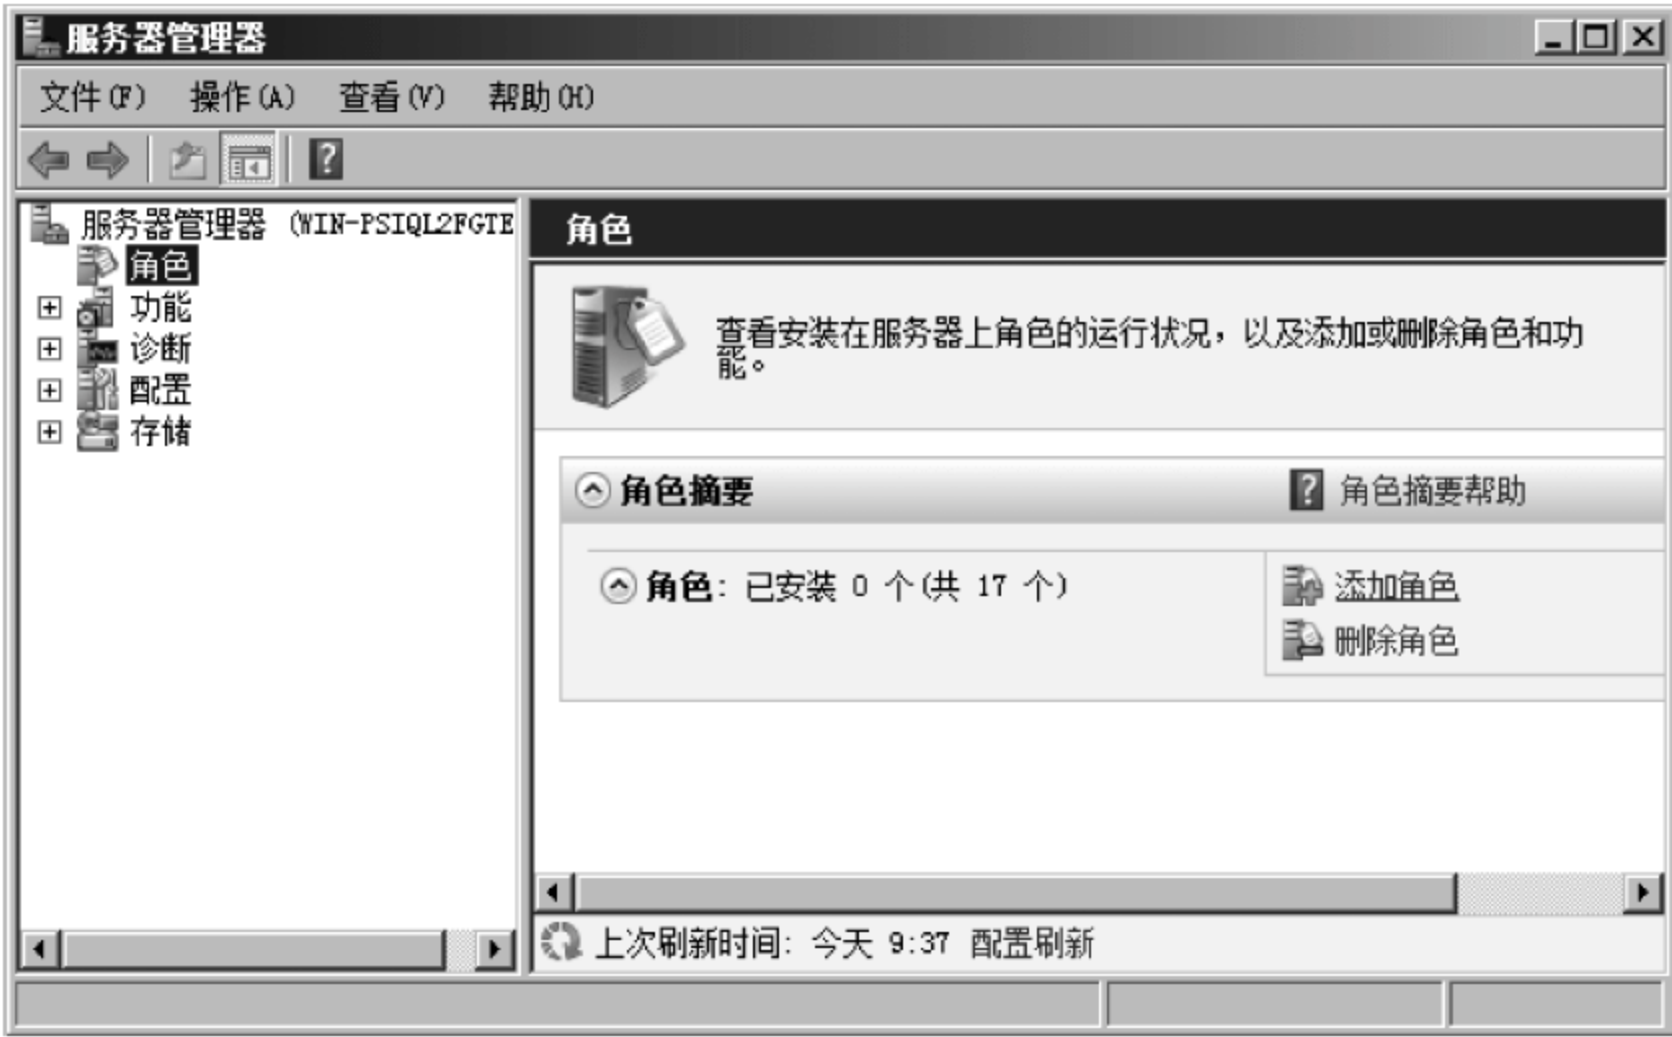 服务器管理器
文件(F) 操作(A) 查看(V) 帮助(H)
服务器管理器 (WIN-PSIQL2FGTE
角色
功能
诊断
配置
存储
角色
查看安装在服务器上角色的运行状况，以及添加或删除角色和功
能。
角色摘要
角色摘要帮助
角色: 已安装 0 个(共 17 个)
添加角色
删除角色
上次刷新时间: 今天 9:37 配置刷新